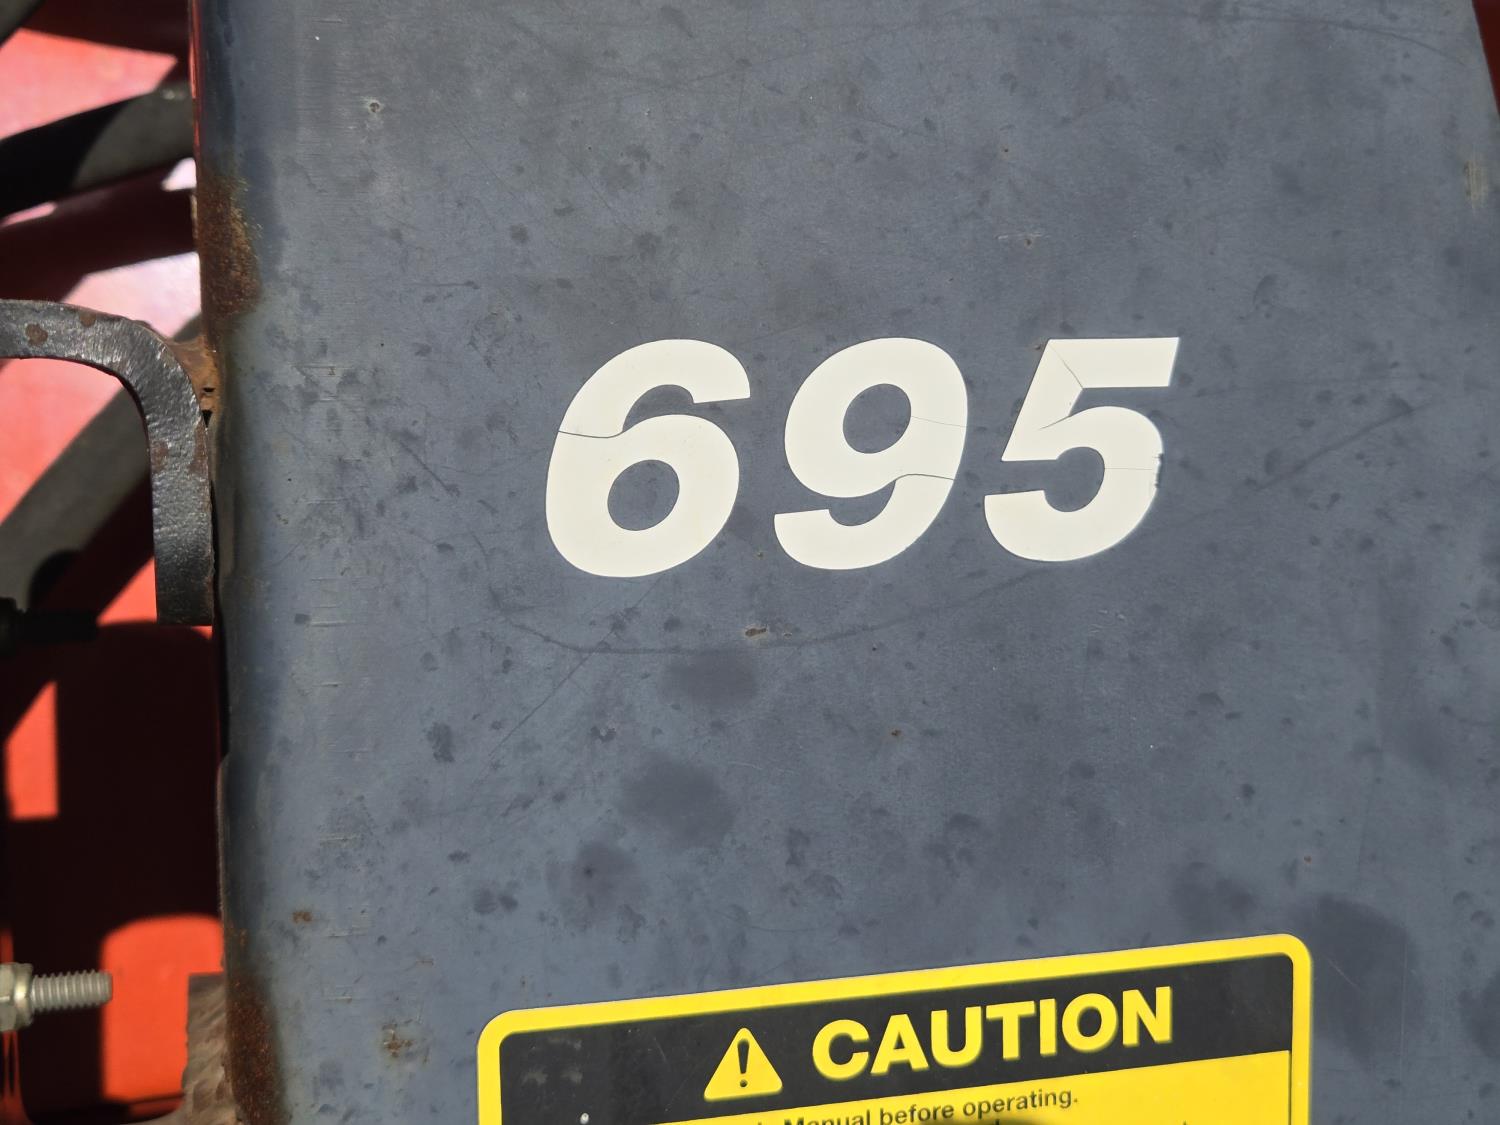 695
CAUTION
Manual before operating.